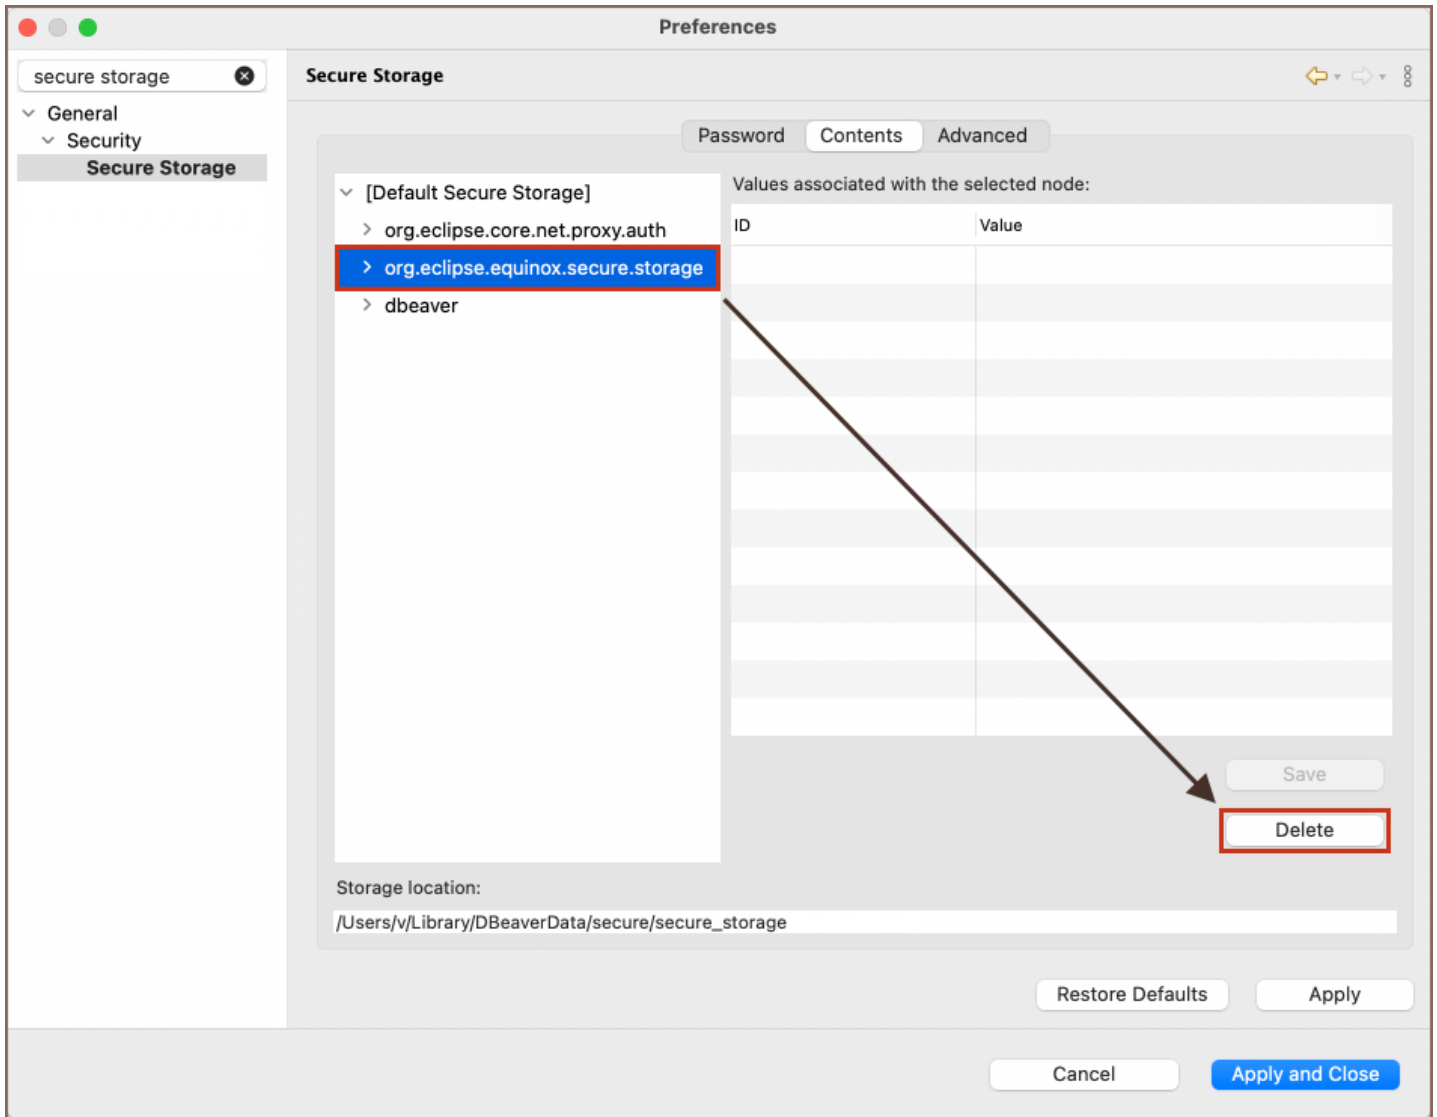 Preferences
secure storage
General
Security
Secure Storage
Secure Storage
Password Contents Advanced
[Default Secure Storage]
org.eclipse.core.net.proxy.auth
org.eclipse.equinox.secure.storage
dbeaver
Values associated with the selected node:
ID Value
Save
Delete
Storage location:
/Users/v/Library/DBeaverData/secure/secure_storage
Restore Defaults Apply
Cancel Apply and Close